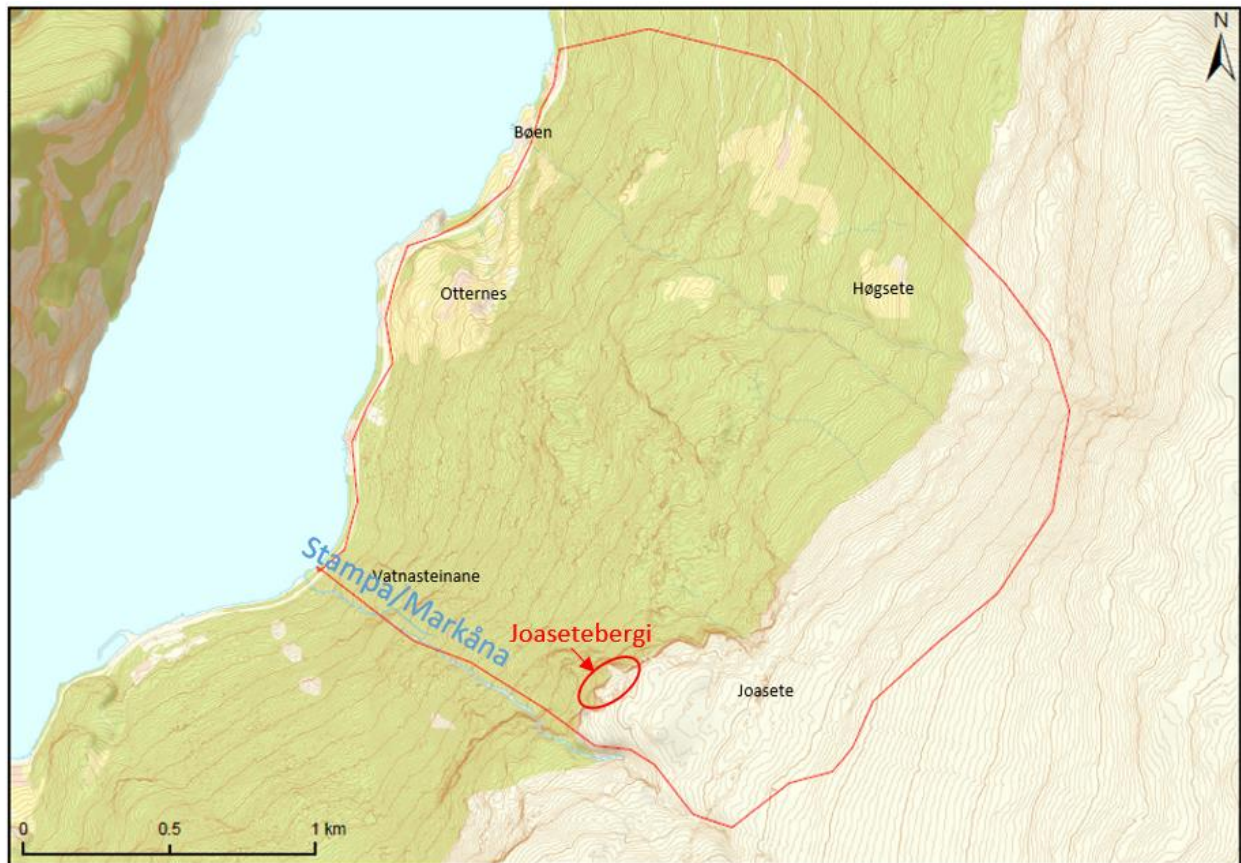 N
Bøen
Otternes
Høgsete
Stampa/Markåna
Vatnasteinane
Joasetebergi
Joasete
0 0.5 1 km